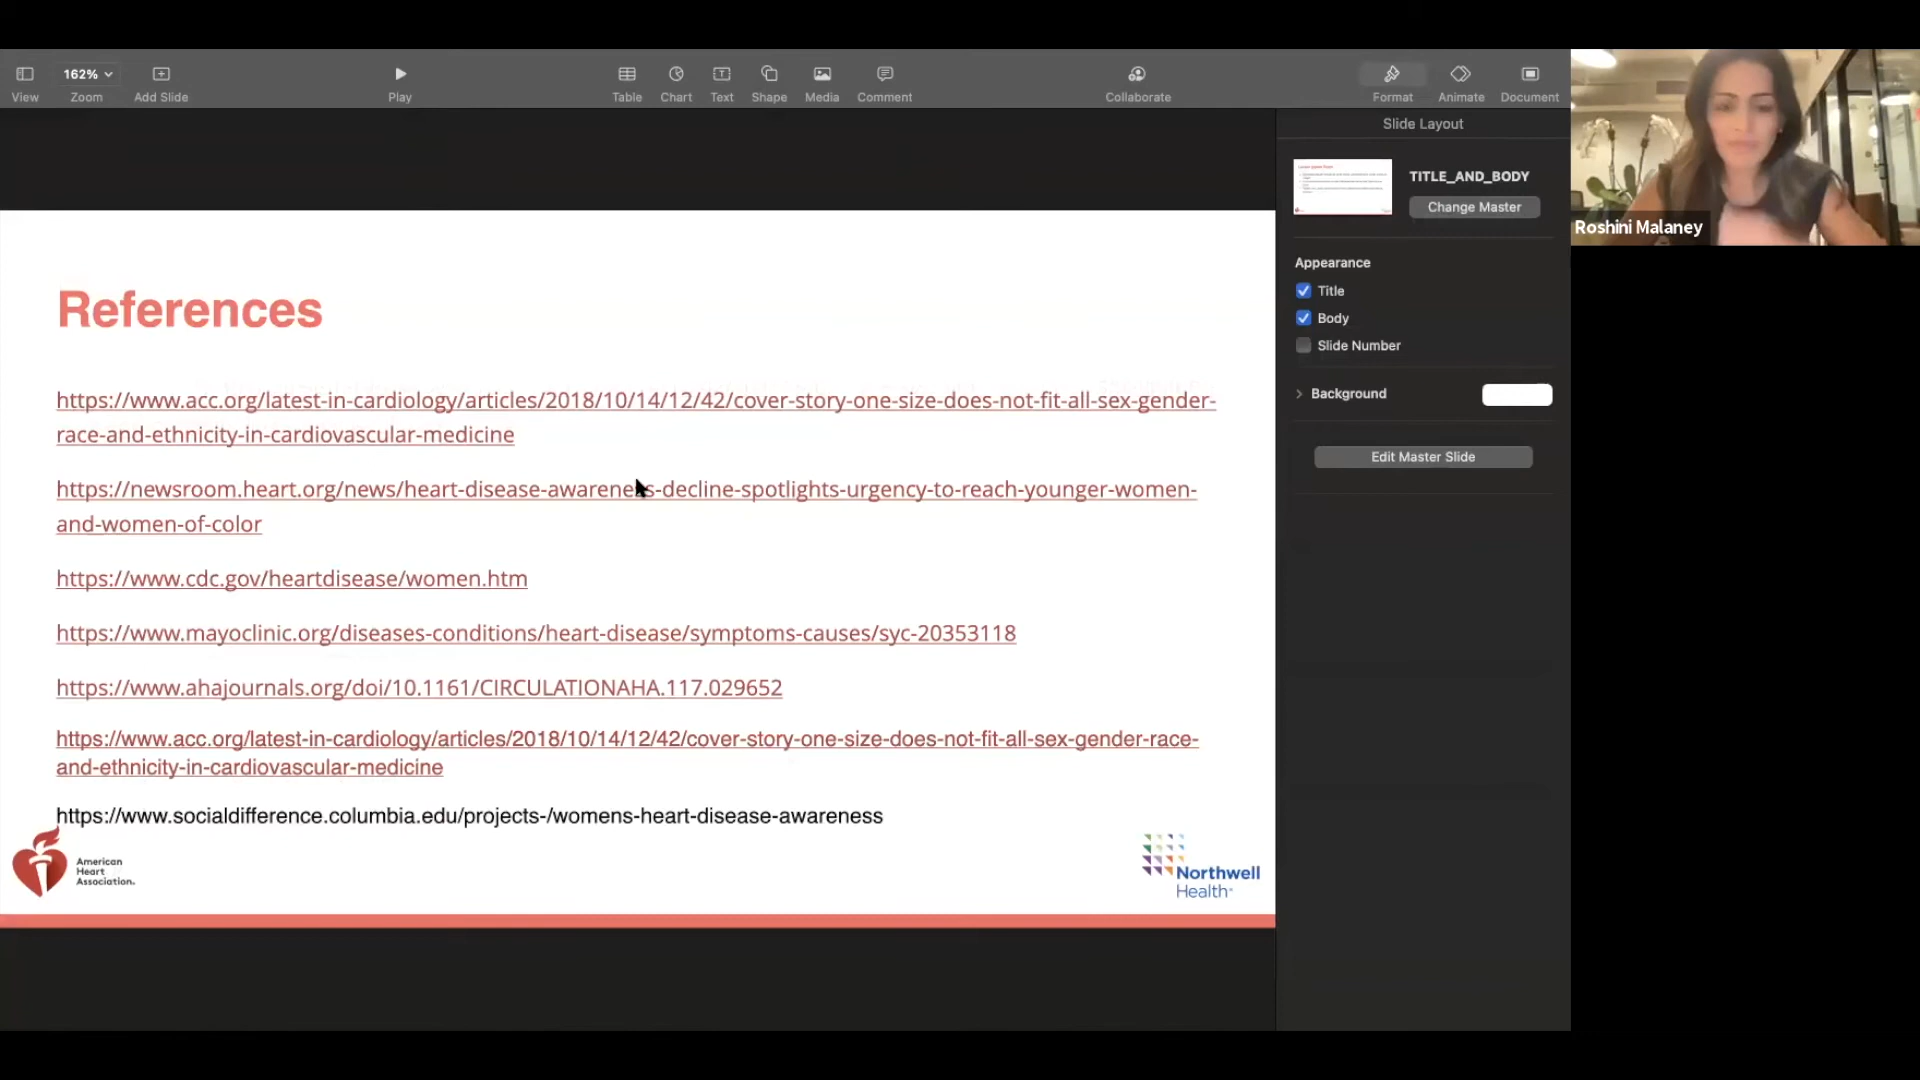 162%
View
Zoom
Add Slide
Play
Table
Chart
Text
Shape
Media
Comment
Collaborate
Format
Animate
Document
Slide Layout
TITLE_AND_BODY
Change Master
Appearance
Title
Body
Slide Number
Background
Edit Master Slide
Roshini Malaney
References
https://www.acc.org/latest-in-cardiology/articles/2018/10/14/12/42/cover-story-one-size-does-not-fit-all-sex-gender-
race-and-ethnicity-in-cardiovascular-medicine
https://newsroom.heart.org/news/heart-disease-awareness-decline-spotlights-urgency-to-reach-younger-women-
and-women-of-color
https://www.cdc.gov/heartdisease/women.htm
https://www.mayoclinic.org/diseases-conditions/heart-disease/symptoms-causes/syc-20353118
https://www.ahajournals.org/doi/10.1161/CIRCULATIONAHA.117.029652
https://www.acc.org/latest-in-cardiology/articles/2018/10/14/12/42/cover-story-one-size-does-not-fit-all-sex-gender-race-
and-ethnicity-in-cardiovascular-medicine
https://www.socialdifference.columbia.edu/projects-/womens-heart-disease-awareness
American
Heart
Association.
Northwell
Health